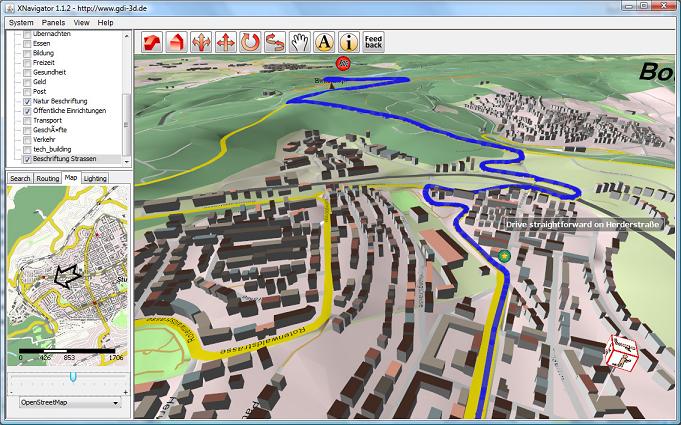 XNavigator 1.1.2 - http://www.gdi-3d.de
System Panels View Help
Übernachten
Essen
Bildung
Freizeit
Gesundheit
Geld
Post
Natur Beschriftung
Öffentliche Einrichtungen
Transport
GeschÃ¤fte
Verkehr
tech_building
Beschriftung Strassen
Feed
back
Search Routing Map Lighting
Stu
0 426 853 1706
- +
OpenStreetMap
Bo
Drive straightforward on Herderstraße
Rotenwaldstrasse